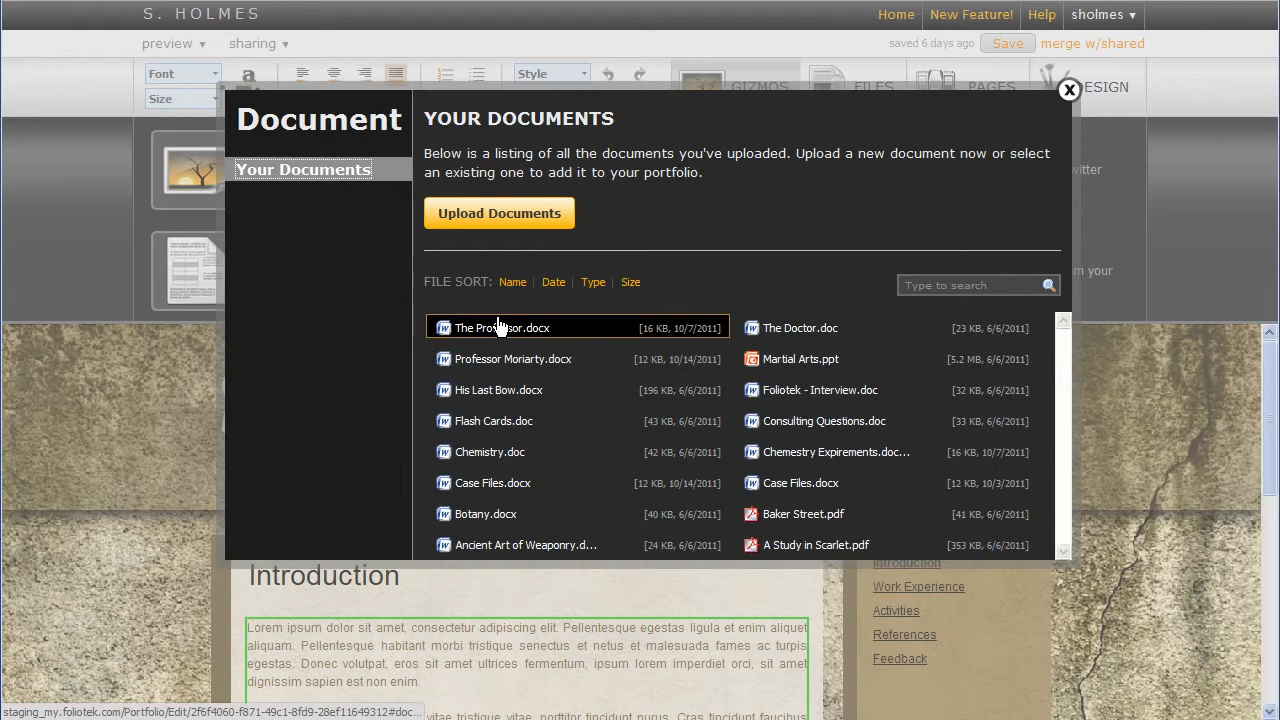 S. HOLMES
Home New Feature! Help sholmes
preview sharing
saved 6 days ago Save merge w/shared
Font Style
Size
GIZMOS FILES PAGES DESIGN
Document
Your Documents
YOUR DOCUMENTS
Below is a listing of all the documents you've uploaded. Upload a new document now or select
an existing one to add it to your portfolio.
Upload Documents
FILE SORT: Name | Date | Type | Size
Type to search
The Professor.docx [16 KB, 10/7/2011] The Doctor.doc [23 KB, 6/6/2011]
Professor Moriarty.docx [12 KB, 10/14/2011] Martial Arts.ppt [5.2 MB, 6/6/2011]
His Last Bow.docx [196 KB, 6/6/2011] Foliotek - Interview.doc [32 KB, 6/6/2011]
Flash Cards.doc [43 KB, 6/6/2011] Consulting Questions.doc [33 KB, 6/6/2011]
Chemistry.doc [42 KB, 6/6/2011] Chemestry Expirements.doc... [16 KB, 10/7/2011]
Case Files.docx [12 KB, 10/14/2011] Case Files.docx [12 KB, 10/3/2011]
Botany.docx [40 KB, 6/6/2011] Baker Street.pdf [41 KB, 6/6/2011]
Ancient Art of Weaponry.d... [24 KB, 6/6/2011] A Study in Scarlet.pdf [353 KB, 6/6/2011]
Introduction
Lorem ipsum dolor sit amet, consectetur adipiscing elit. Pellentesque egestas ligula et enim aliquet
aliquam. Pellentesque habitant morbi tristique senectus et netus et malesuada fames ac turpis
egestas. Donec volutpat, eros sit amet ultrices fermentum, ipsum lorem imperdiet orci, sit amet
dignissim sapien est non enim.
vitae tristique vitae, porttitor tincidunt purus. Cras tincidunt faucibus
Introduction
Work Experience
Activities
References
Feedback
staging_my.foliotek.com/Portfolio/Edit/2f6f4060-f871-49c1-8fd9-28ef11649312#doc...